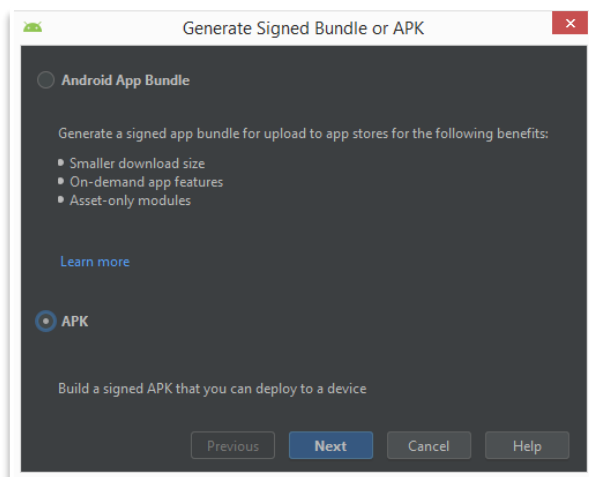 Generate Signed Bundle or APK
Android App Bundle
Generate a signed app bundle for upload to app stores for the following benefits:
Smaller download size
On-demand app features
Asset-only modules
Learn more
APK
Build a signed APK that you can deploy to a device
Previous Next Cancel Help